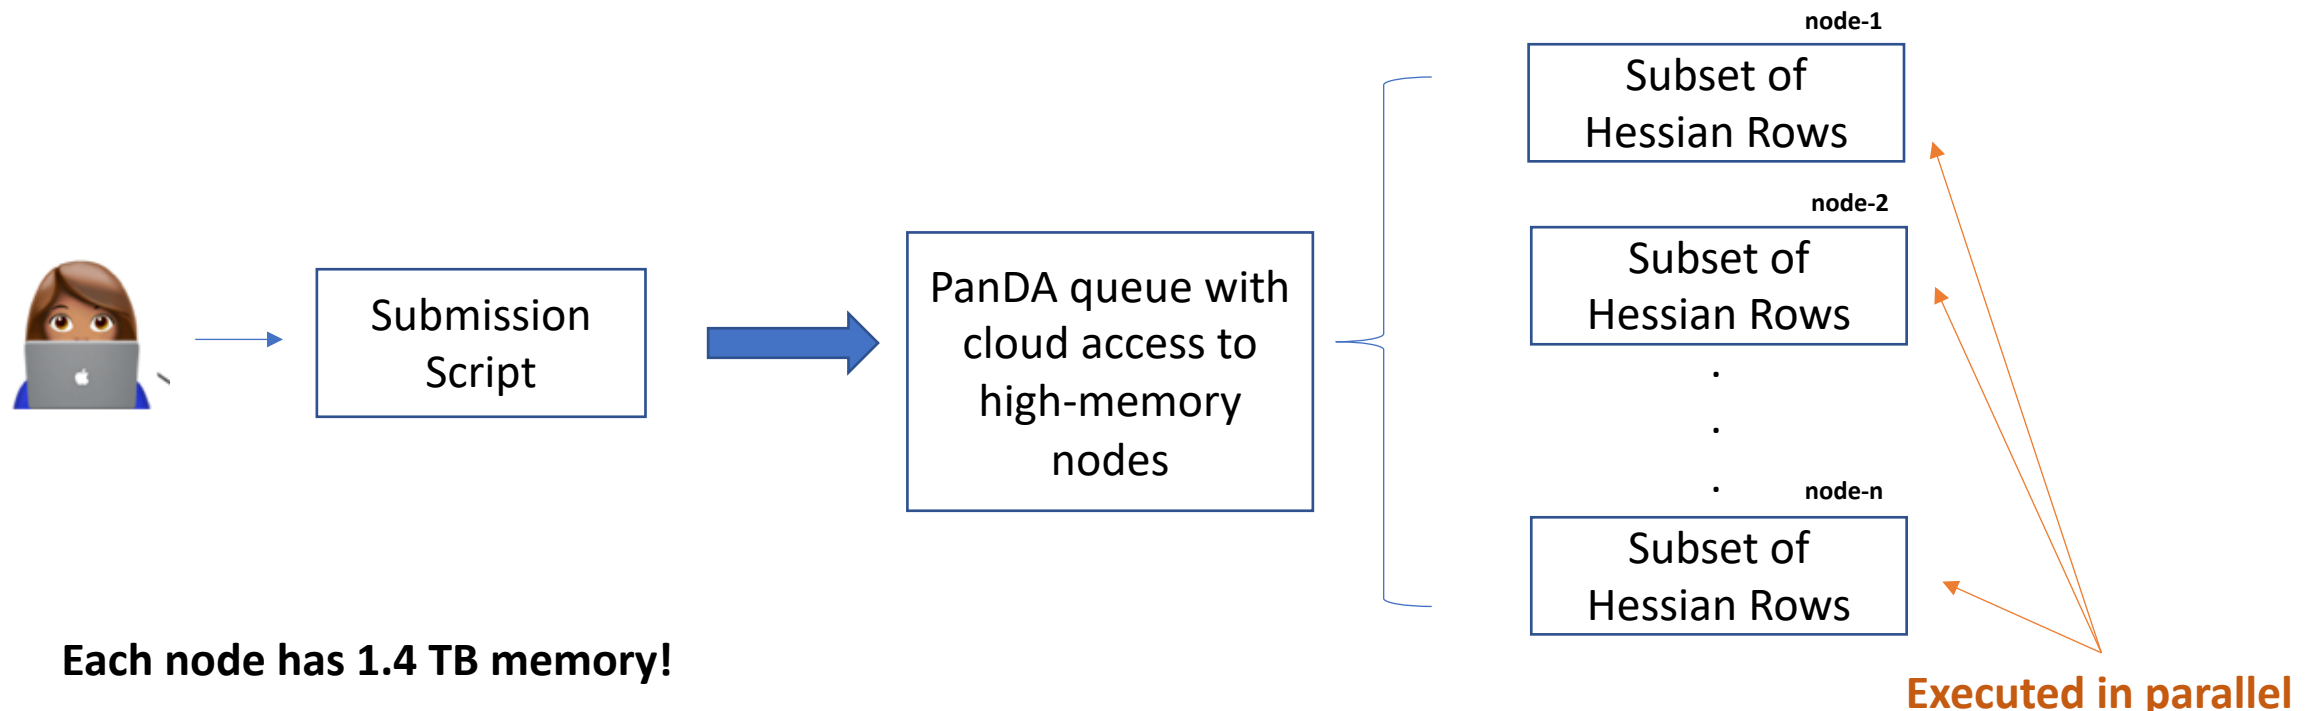 node-1
Subset of
Hessian Rows
node-2
Subset of
Hessian Rows
.
.
.
node-n
Subset of
Hessian Rows
Submission
Script
PanDA queue with
cloud access to
high-memory
nodes
Each node has 1.4 TB memory!
Executed in parallel